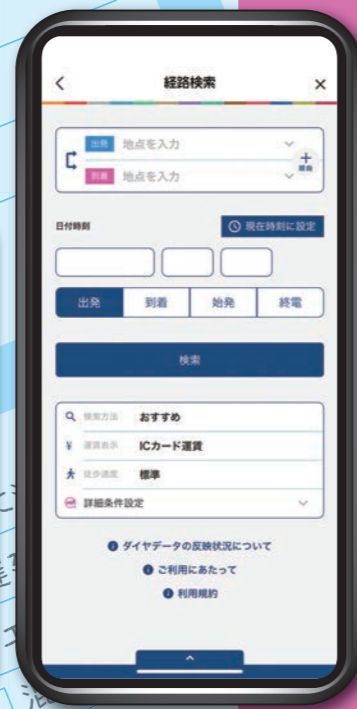 経路検索
出発 地点を入力
経由
到着 地点を入力
日付時刻
現在時刻に設定
出発 到着 始発 終電
検索
検索方法 おすすめ
¥ 運賃表示 ICカード運賃
徒歩速度 標準
詳細条件設定
ダイヤデータの反映状況について
ご利用にあたって
利用規約